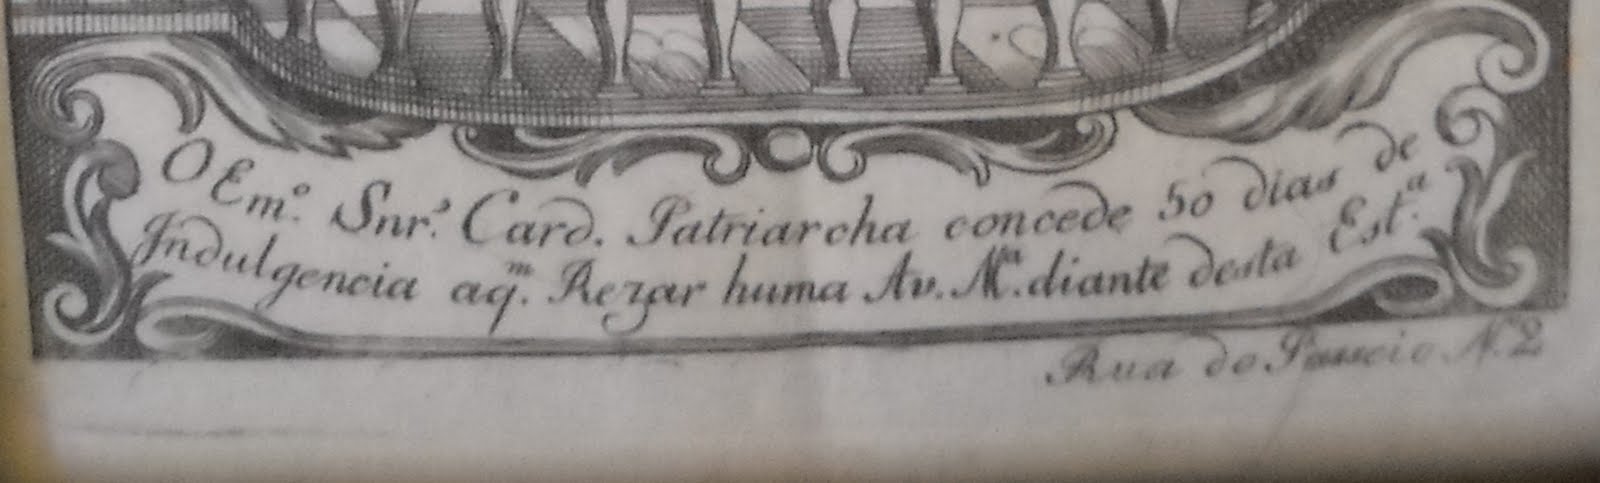 O Em.º Snr.º Card. Patriarcha concede 50 dias de
Indulgencia aq.ᵐ Rezar huma Av. M.ᵃ diante desta Est.ᵃ
Rua do Passeio N. 2